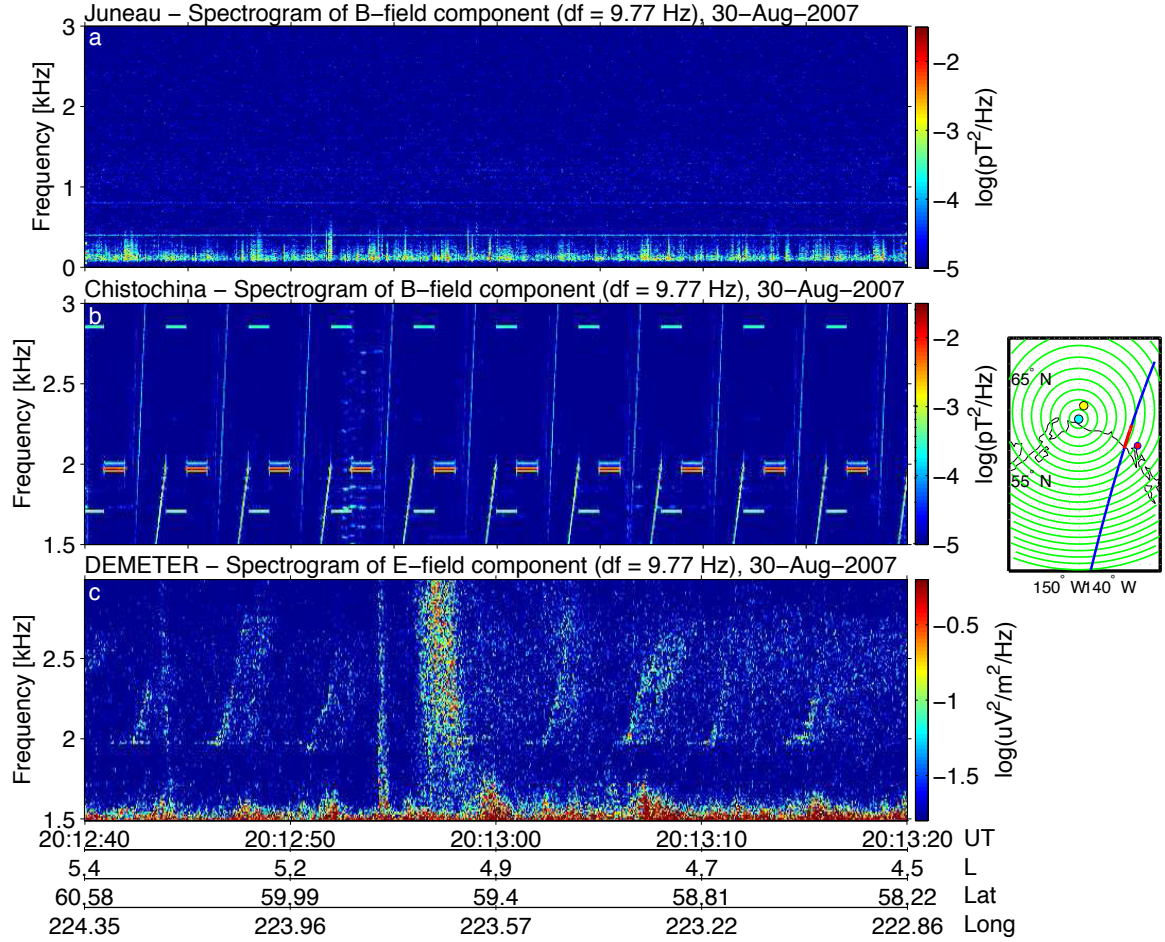 Juneau – Spectrogram of B–field component (df = 9.77 Hz), 30–Aug–2007
a
3
2
1
0
Frequency [kHz]
–2
–3
–4
–5
log(pT²/Hz)
Chistochina – Spectrogram of B–field component (df = 9.77 Hz), 30–Aug–2007
b
3
2.5
2
1.5
Frequency [kHz]
–2
–3
–4
–5
log(pT²/Hz)
65° N
55° N
150° W140° W
DEMETER – Spectrogram of E–field component (df = 9.77 Hz), 30–Aug–2007
c
2.5
2
1.5
Frequency [kHz]
–0.5
–1
–1.5
log(uV²/m²/Hz)
20:12:40 20:12:50 20:13:00 20:13:10 20:13:20 UT
5.4 5.2 4.9 4.7 4.5 L
60.58 59.99 59.4 58.81 58.22 Lat
224.35 223.96 223.57 223.22 222.86 Long